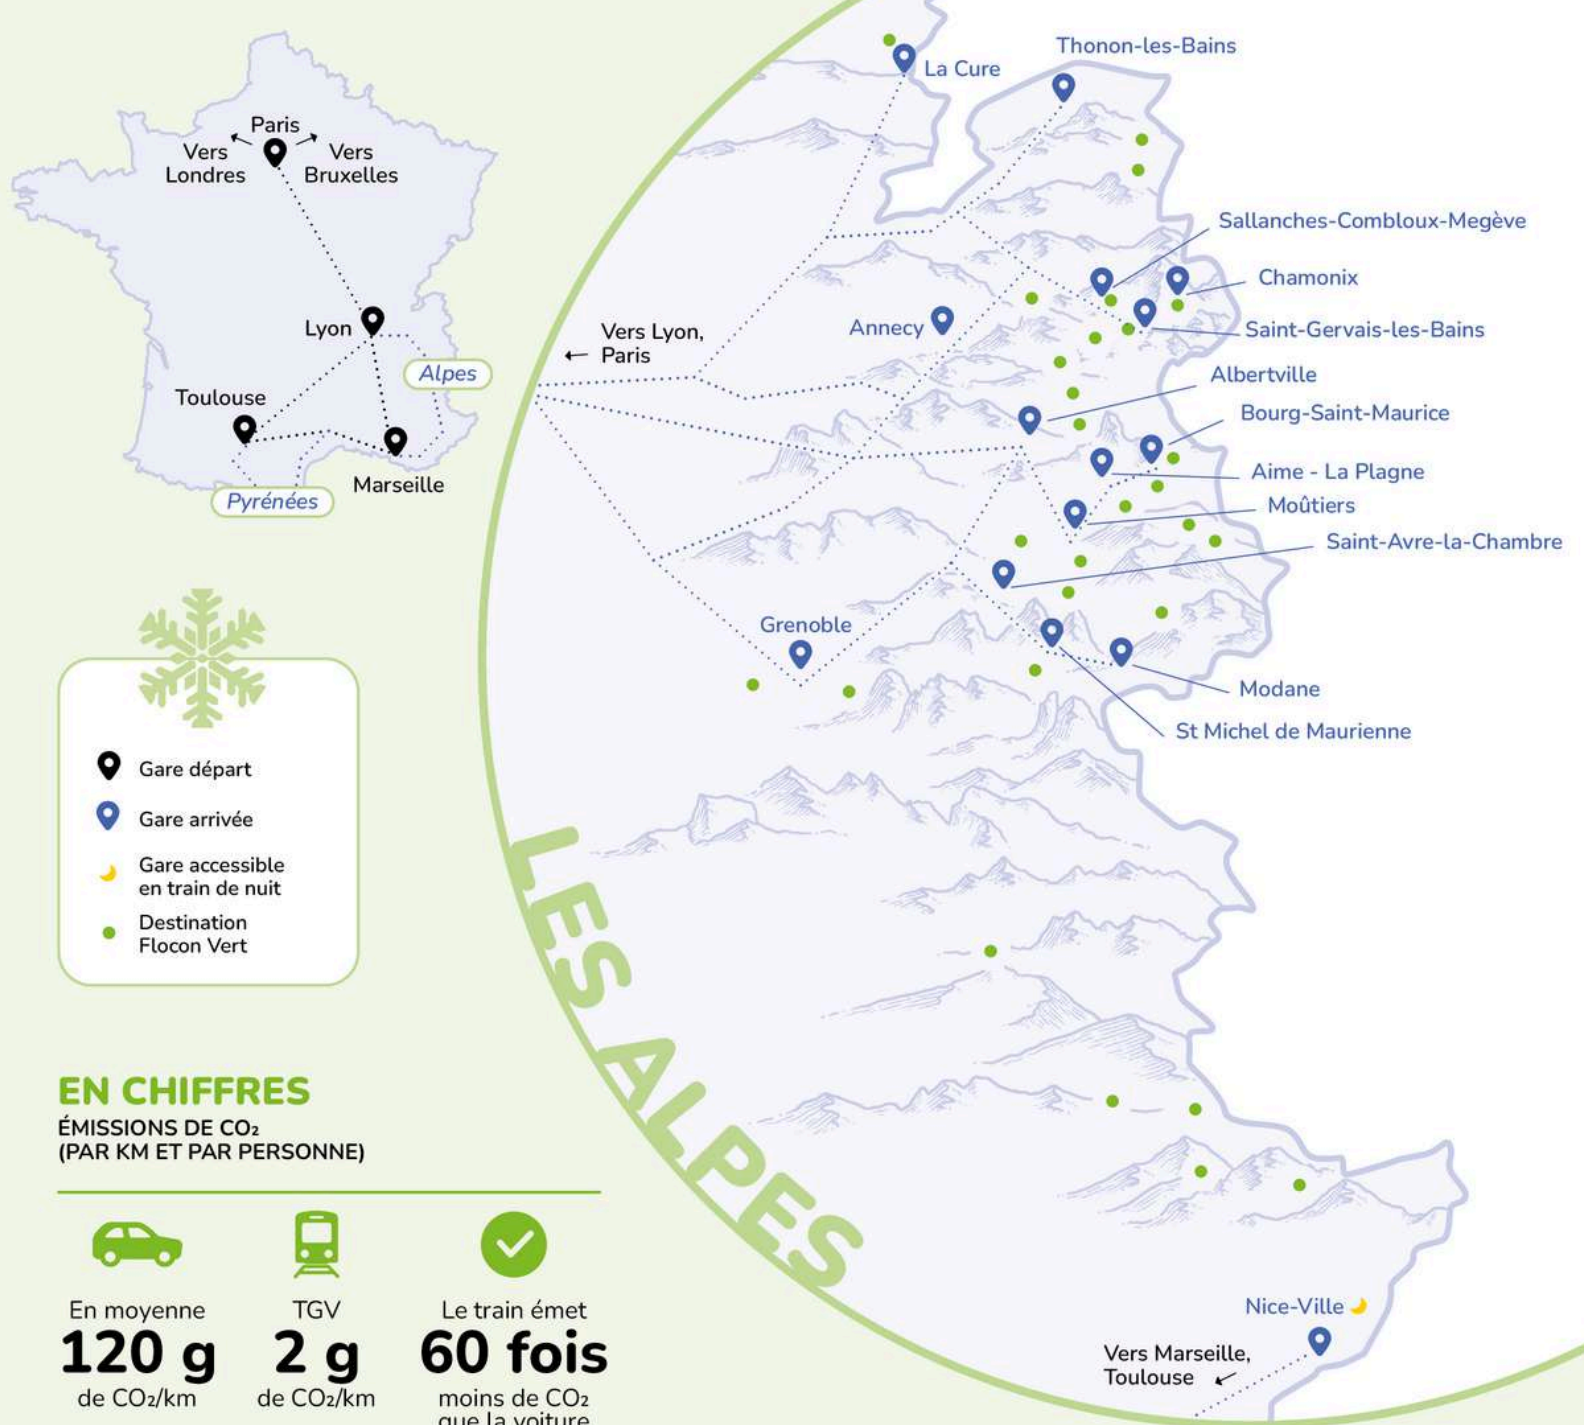 Paris
Vers
Londres
Vers
Bruxelles
Lyon
Alpes
Toulouse
Marseille
Pyrénées
Gare départ
Gare arrivée
Gare accessible
en train de nuit
Destination
Flocon Vert
EN CHIFFRES
ÉMISSIONS DE CO₂
(PAR KM ET PAR PERSONNE)
En moyenne
120 g
de CO₂/km
TGV
2 g
de CO₂/km
Le train émet
60 fois
moins de CO₂
que la voiture
LES ALPES
La Cure
Thonon-les-Bains
Sallanches-Combloux-Megève
Chamonix
Annecy
Saint-Gervais-les-Bains
Vers Lyon,
Paris
Albertville
Bourg-Saint-Maurice
Aime - La Plagne
Moûtiers
Saint-Avre-la-Chambre
Grenoble
Modane
St Michel de Maurienne
Nice-Ville
Vers Marseille,
Toulouse